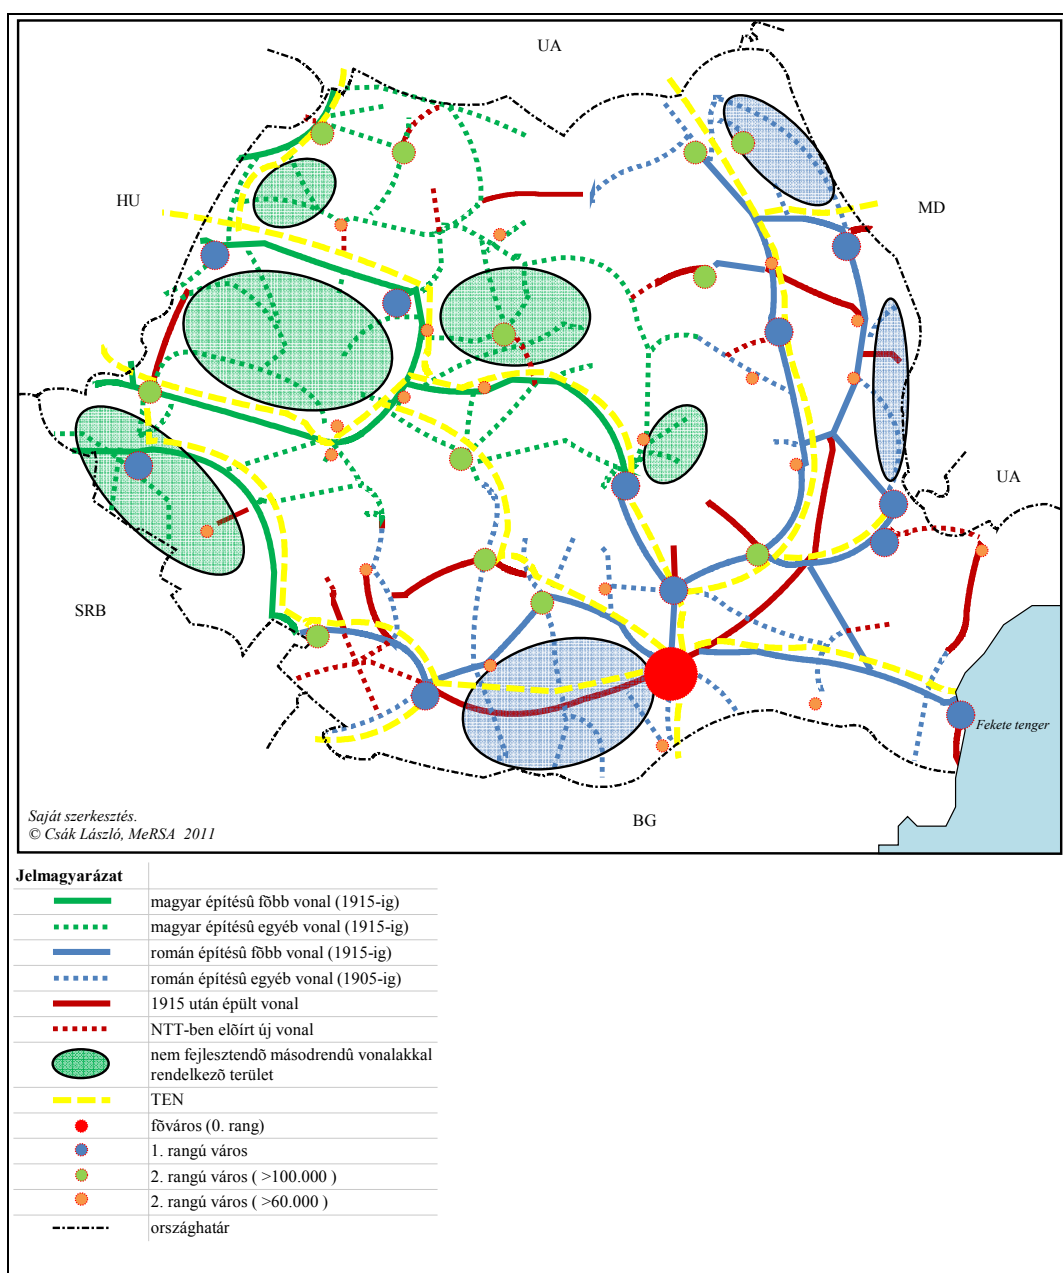 UA
HU
MD
UA
SRB
Fekete tenger
BG
Saját szerkesztés.
© Csák László, MeRSA 2011
Jelmagyarázat
magyar építésû fõbb vonal (1915-ig)
magyar építésû egyéb vonal (1915-ig)
román építésû fõbb vonal (1915-ig)
román építésû egyéb vonal (1905-ig)
1915 után épült vonal
NTT-ben elõírt új vonal
nem fejlesztendõ másodrendû vonalakkal
rendelkezõ terület
TEN
fõváros (0. rang)
1. rangú város
2. rangú város ( >100.000 )
2. rangú város ( >60.000 )
országhatár